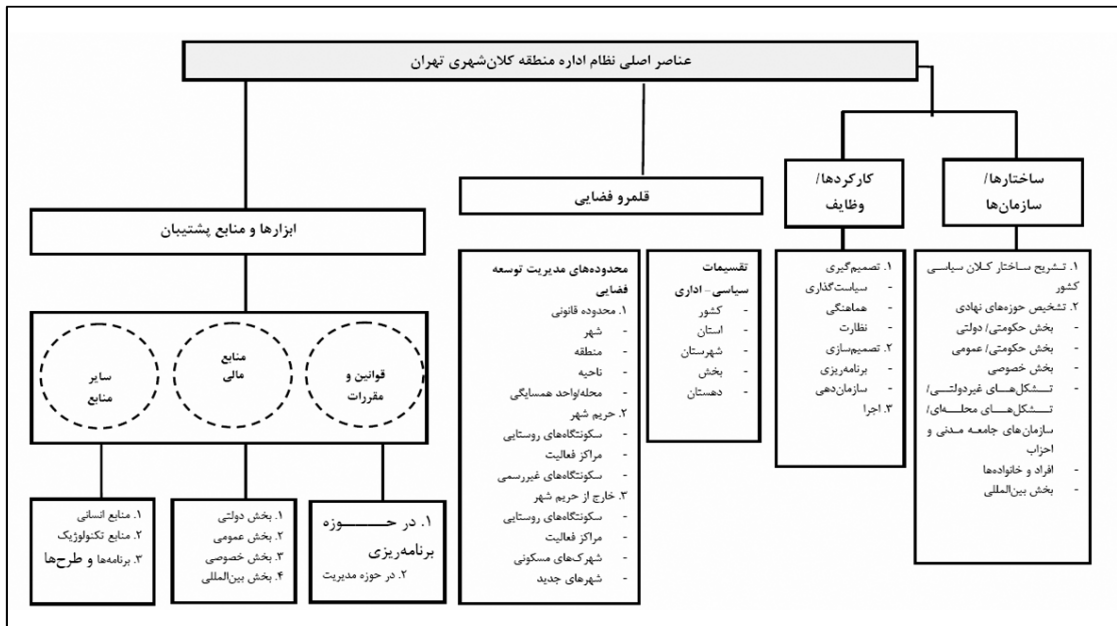 عناصر اصلی نظام اداره منطقه کلان‌شهری تهران
ساختارها/
سازمان‌ها
۱. تشریح ساختار کلان سیاسی
کشور
۲. تشخیص حوزه‌های نهادی
- بخش حکومتی/ دولتی
- بخش حکومتی/ عمومی
- بخش خصوصی
- تشکل‌های غیردولتی/
تشکل‌های محله‌ای/
سازمان‌های جامعه مدنی و
احزاب
- افراد و خانواده‌ها
- بخش بین‌المللی
کارکردها/
وظایف
۱. تصمیم‌گیری
- سیاست‌گذاری
- هماهنگی
- نظارت
۲. تصمیم‌سازی
- برنامه‌ریزی
- سازمان‌دهی
۳. اجرا
قلمرو فضایی
تقسیمات
سیاسی - اداری
- کشور
- استان
- شهرستان
- بخش
- دهستان
محدوده‌های مدیریت توسعه
فضایی
۱. محدوده قانونی
- شهر
- منطقه
- ناحیه
- محله/واحد همسایگی
۲. حریم شهر
- سکونتگاه‌های روستایی
- مراکز فعالیت
- سکونتگاه‌های غیررسمی
۳. خارج از حریم شهر
- سکونتگاه‌های روستایی
- مراکز فعالیت
- شهرک‌های مسکونی
- شهرهای جدید
ابزارها و منابع پشتیبان
قوانین و
مقررات
منابع
مالی
سایر
منابع
۱. در حوزه
برنامه‌ریزی
۲. در حوزه مدیریت
۱. بخش دولتی
۲. بخش عمومی
۳. بخش خصوصی
۴. بخش بین‌المللی
۱. منابع انسانی
۲. منابع تکنولوژیک
۳. برنامه‌ها و طرح‌ها